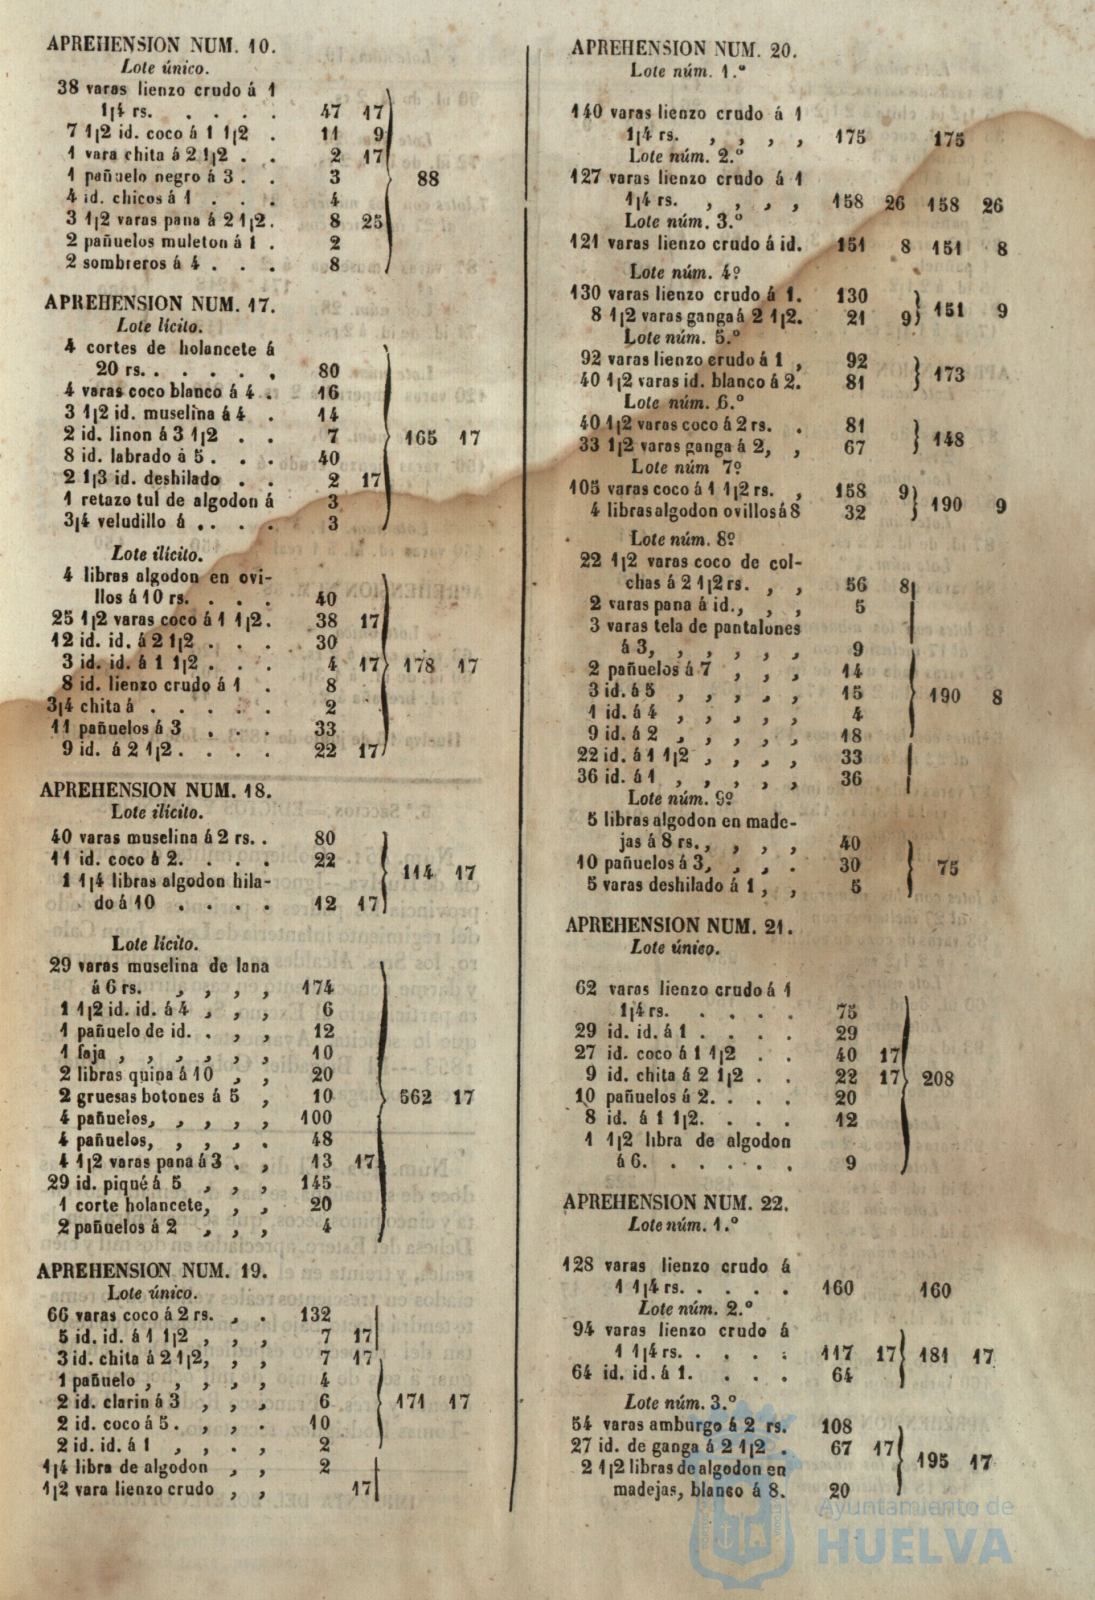 APREHENSION NUM. 10.
Lote único.
38 varas lienzo crudo á 1
1¡4 rs. . . . . 47 17
7 1¡2 id. coco á 1 1¡2 . 11 9
1 vara chita á 2 1¡2 . . 2 17
1 pañuelo negro á 3 . . 3 88
4 id. chicos á 1 . . . 4
3 1¡2 varas pana á 2 1¡2. 8 25
2 pañuelos muleton á 1 . 2
2 sombreros á 4 . . . 8
APREHENSION NUM. 17.
Lote lícito.
4 cortes de holancete á
20 rs. . . . . , 80
4 varas coco blanco á 4 . 16
3 1¡2 id. muselina á 4 . 14
2 id. linon á 3 1¡2 . . 7 165 17
8 id. labrado á 5 . . . 40
2 1¡3 id. deshilado . . 2 17
1 retazo tul de algodon á 3
3¡4 veludillo á . . . . 3
Lote ilícito.
4 libras algodon en ovi-
llos á 10 rs. . . . 40
25 1¡2 varas coco á 1 1¡2. 38 17
12 id. id. á 2 1¡2 . . . 30
3 id. id. á 1 1¡2 . . . 4 17 178 17
8 id. lienzo crudo á 1 . 8
3¡4 chita á . . . . . 2
11 pañuelos á 3 . . . 33
9 id. á 2 1¡2 . . . . 22 17
APREHENSION NUM. 18.
Lote ilícito.
40 varas muselina á 2 rs. . 80
11 id. coco á 2. . . . 22
1 1¡4 libras algodon hila- 114 17
do á 10 . . . . 12 17
Lote lícito.
29 varas muselina de lana
á 6 rs. , , , , 174
1 1¡2 id. id. á 4 , , , 6
1 pañuelo de id. . , , 12
1 faja , , , , , , 10
2 libras quina á 10 , , 20
2 gruesas botones á 5 , 10 562 17
4 pañuelos, , , , , 100
4 pañuelos, , , , . 48
4 1¡2 varas pana á 3 . , 13 17
29 id. piqué á 5 , , , 145
1 corte holancete, , , 20
2 pañuelos á 2 , , , 4
APREHENSION NUM. 19.
Lote único.
66 varas coco á 2 rs. , . 132
5 id. id. á 1 1¡2 , , , 7 17
3 id. chita á 2 1¡2, , , 7 17
1 pañuelo , , , , , 4
2 id. clarin á 3 , , , 6 171 17
2 id. coco á 5 . , , , 10
2 id. id. á 1 , , . , 2
1¡4 libra de algodon , , 2
1¡2 vara lienzo crudo , , 17
APREHENSION NUM. 20.
Lote núm. 1.º
140 varas lienzo crudo á 1
1¡4 rs. , , , , 175 175
Lote núm. 2.º
127 varas lienzo crudo á 1
1¡4 rs. , , , , 158 26 158 26
Lote núm. 3.º
121 varas lienzo crudo á id. 151 8 151 8
Lote núm. 4º
130 varas lienzo crudo á 1. 130
8 1¡2 varas ganga á 2 1¡2. 21 9 151 9
Lote núm. 5.º
92 varas lienzo crudo á 1 , 92
40 1¡2 varas id. blanco á 2. 81 173
Lote núm. 6.º
40 1¡2 varas coco á 2 rs. . 81
33 1¡2 varas ganga á 2, , 67 148
Lote núm 7º
105 varas coco á 1 1¡2 rs. , 158 9
4 libras algodon ovillos á 8 32 190 9
Lote núm. 8º
22 1¡2 varas coco de col-
chas á 2 1¡2 rs. , , 56 8
2 varas pana á id., , , 5
3 varas tela de pantalones
á 3, , , , , , 9
2 pañuelos á 7 , , , 14
3 id. á 5 , , , , , 15 190 8
1 id. á 4 , , , , , 4
9 id. á 2 , , , , , 18
22 id. á 1 1¡2 , , , , 33
36 id. á 1 , , , , , 36
Lote núm. 9º
5 libras algodon en made-
jas á 8 rs., , , , 40
10 pañuelos á 3, , , . 30 75
5 varas deshilado á 1 , , 5
APREHENSION NUM. 21.
Lote único.
62 varas lienzo crudo á 1
1¡4 rs. . . . . 75
29 id. id. á 1 . . . . 29
27 id. coco á 1 1¡2 . . 40 17
9 id. chita á 2 1¡2 . . 22 17 208
10 pañuelos á 2. . . . 20
8 id. á 1 1¡2. . . . 12
1 1¡2 libra de algodon
á 6. . . . . . 9
APREHENSION NUM. 22.
Lote núm. 1.º
128 varas lienzo crudo á
1 1¡4 rs. . . . . 160 160
Lote núm. 2.º
94 varas lienzo crudo á
1 1¡4 rs. . . . . 117 17 181 17
64 id. id. á 1. . . . 64
Lote núm. 3.º
54 varas amburgo á 2 rs. 108
27 id. de ganga á 2 1¡2 . 67 17
2 1¡2 libras de algodon en 195 17
madejas, blanco á 8. 20
Ayuntamiento de
HUELVA